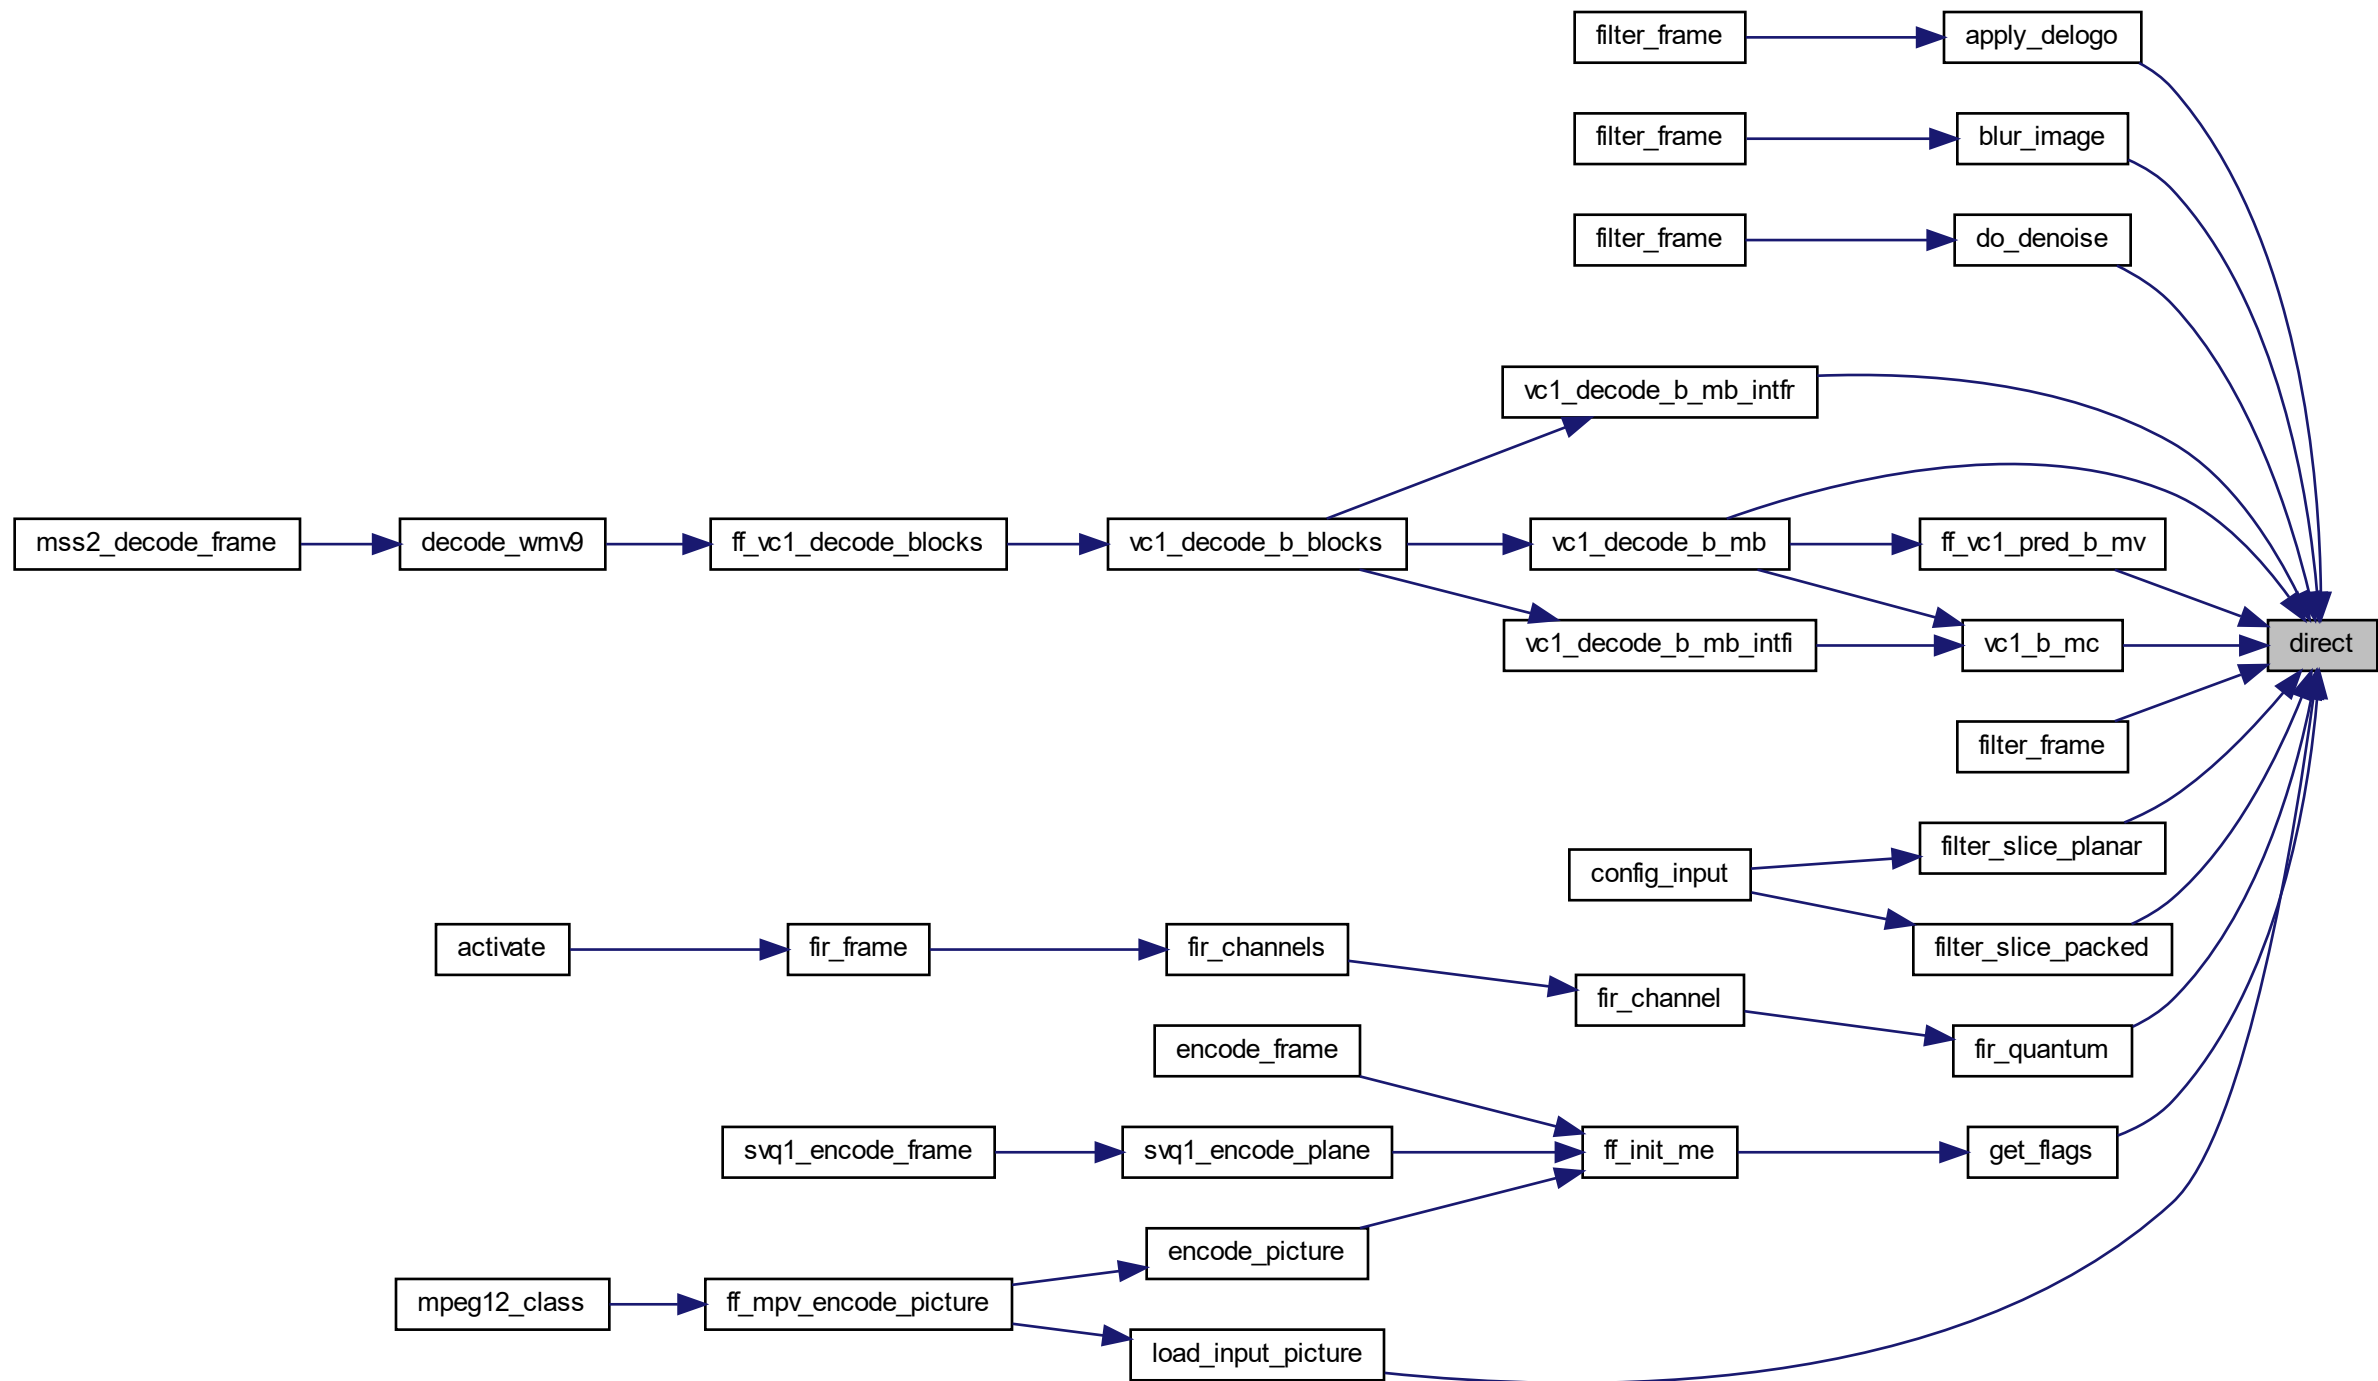 filter_frame
apply_delogo
filter_frame
blur_image
filter_frame
do_denoise
vc1_decode_b_mb_intfr
mss2_decode_frame
decode_wmv9
ff_vc1_decode_blocks
vc1_decode_b_blocks
vc1_decode_b_mb
ff_vc1_pred_b_mv
vc1_decode_b_mb_intfi
vc1_b_mc
direct
filter_frame
filter_slice_planar
config_input
activate
fir_frame
fir_channels
filter_slice_packed
fir_channel
encode_frame
fir_quantum
svq1_encode_frame
svq1_encode_plane
ff_init_me
get_flags
encode_picture
mpeg12_class
ff_mpv_encode_picture
load_input_picture